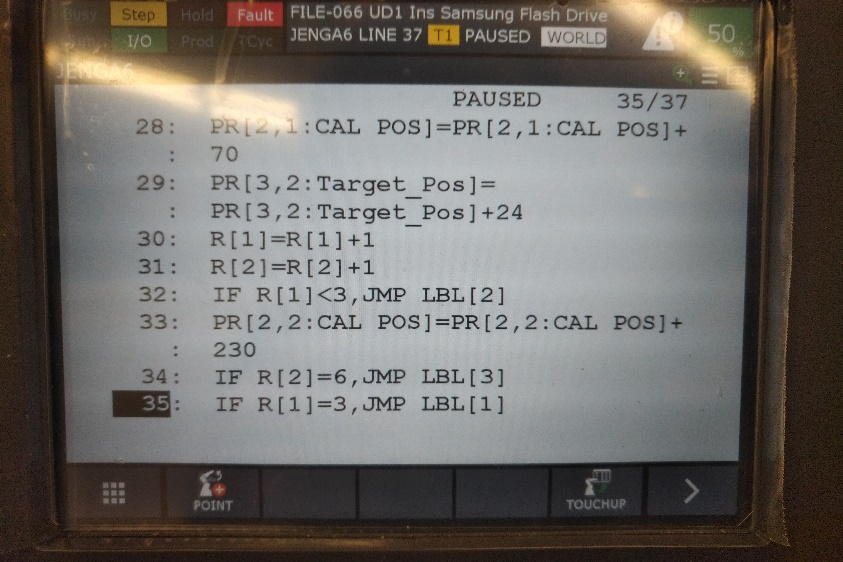 Busy Step Hold Fault FILE-066 UD1 Ins Samsung Flash Drive
I/O Prod TCyc JENGA6 LINE 37 T1 PAUSED WORLD 50 %
JENGA6
PAUSED 35/37
28: PR[2,1:CAL POS]=PR[2,1:CAL POS]+
: 70
29: PR[3,2:Target_Pos]=
: PR[3,2:Target_Pos]+24
30: R[1]=R[1]+1
31: R[2]=R[2]+1
32: IF R[1]<3,JMP LBL[2]
33: PR[2,2:CAL POS]=PR[2,2:CAL POS]+
: 230
34: IF R[2]=6,JMP LBL[3]
35: IF R[1]=3,JMP LBL[1]
POINT TOUCHUP